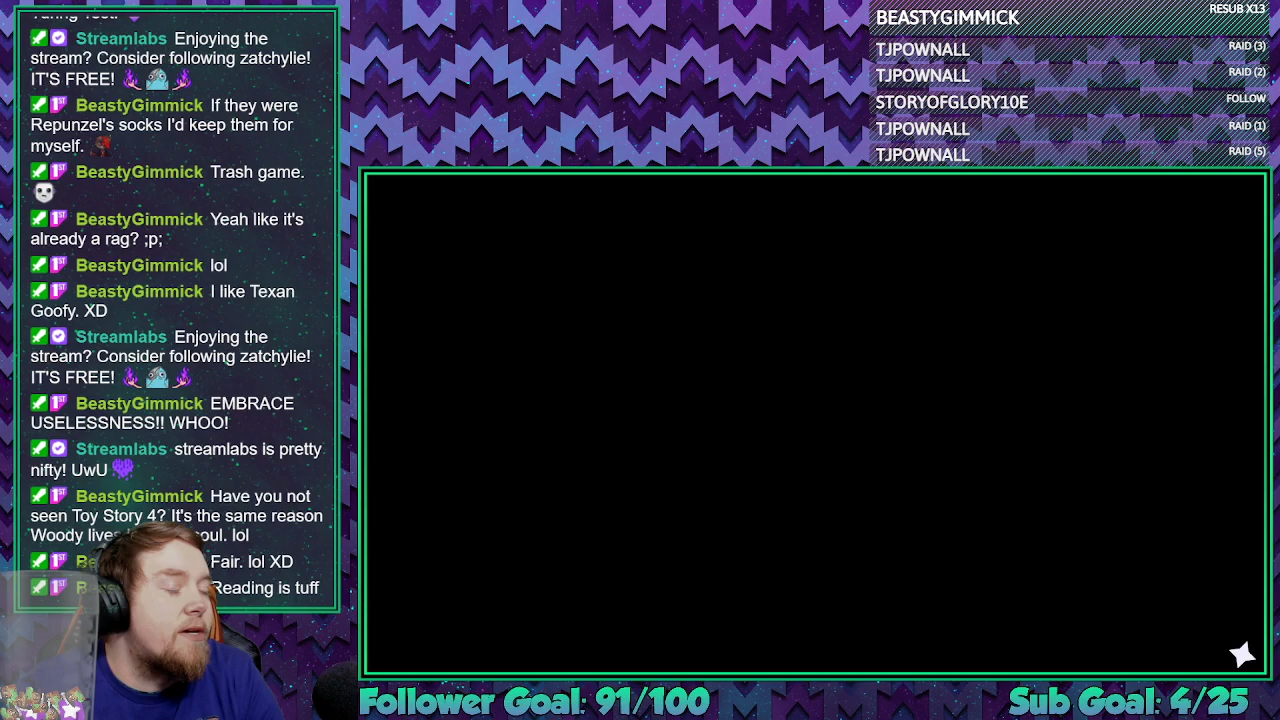 Streamlabs Enjoying the
stream? Consider following zatchylie!
IT'S FREE!
BeastyGimmick If they were
Repunzel's socks I'd keep them for
myself.
BeastyGimmick Trash game.
BeastyGimmick Yeah like it's
already a rag? ;p;
BeastyGimmick lol
BeastyGimmick I like Texan
Goofy. XD
Streamlabs Enjoying the
stream? Consider following zatchylie!
IT'S FREE!
BeastyGimmick EMBRACE
USELESSNESS!! WHOO!
Streamlabs streamlabs is pretty
nifty! UwU
BeastyGimmick Have you not
seen Toy Story 4? It's the same reason
Woody lives
Fair. lol XD
Reading is tuff
BEASTYGIMMICK RESUB X13
TJPOWNALL RAID (3)
TJPOWNALL RAID (2)
STORYOFGLORY10E FOLLOW
TJPOWNALL RAID (1)
TJPOWNALL RAID (5)
Follower Goal: 91/100
Sub Goal: 4/25